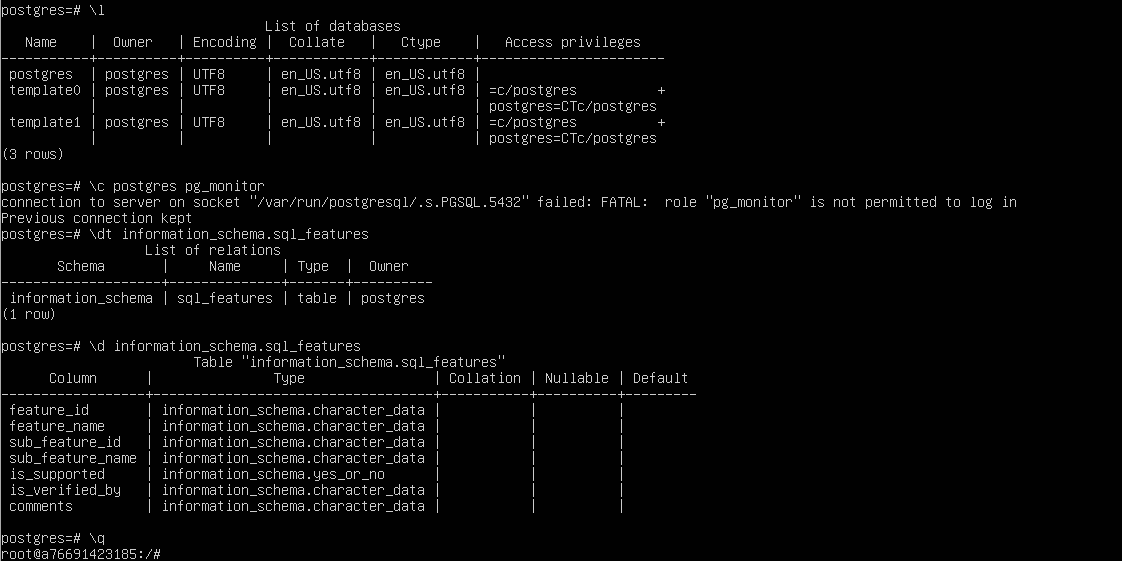 postgres=# \l
                                 List of databases
   Name    |  Owner   | Encoding |  Collate   |   Ctype    |   Access privileges
-----------+----------+----------+------------+------------+-----------------------
 postgres  | postgres | UTF8     | en_US.utf8 | en_US.utf8 |
 template0 | postgres | UTF8     | en_US.utf8 | en_US.utf8 | =c/postgres          +
           |          |          |            |            | postgres=CTc/postgres
 template1 | postgres | UTF8     | en_US.utf8 | en_US.utf8 | =c/postgres          +
           |          |          |            |            | postgres=CTc/postgres
(3 rows)

postgres=# \c postgres pg_monitor
connection to server on socket "/var/run/postgresql/.s.PGSQL.5432" failed: FATAL:  role "pg_monitor" is not permitted to log in
Previous connection kept
postgres=# \dt information_schema.sql_features
                  List of relations
       Schema       |     Name     | Type  |  Owner
--------------------+--------------+-------+----------
 information_schema | sql_features | table | postgres
(1 row)

postgres=# \d information_schema.sql_features
                        Table "information_schema.sql_features"
      Column      |               Type                | Collation | Nullable | Default
------------------+-----------------------------------+-----------+----------+---------
 feature_id       | information_schema.character_data |           |          |
 feature_name     | information_schema.character_data |           |          |
 sub_feature_id   | information_schema.character_data |           |          |
 sub_feature_name | information_schema.character_data |           |          |
 is_supported     | information_schema.yes_or_no      |           |          |
 is_verified_by   | information_schema.character_data |           |          |
 comments         | information_schema.character_data |           |          |

postgres=# \q
root@a76691423185:/#